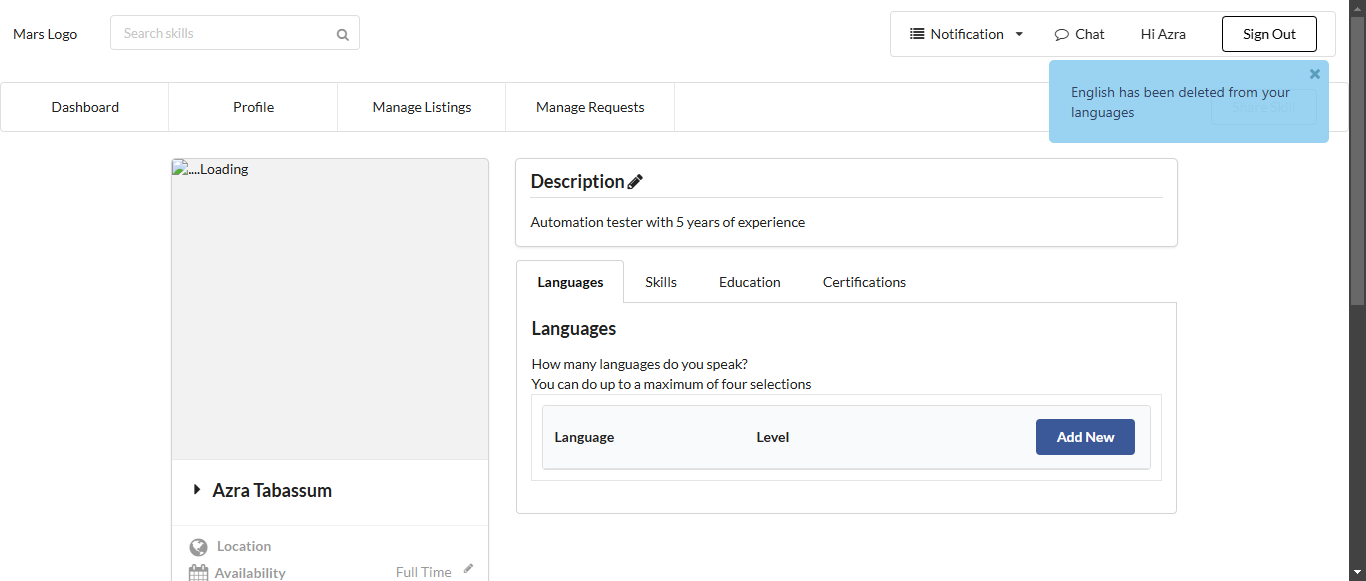 Mars Logo
Search skills
Notification
Chat
Hi Azra
Sign Out
English has been deleted from your
languages
Dashboard
Profile
Manage Listings
Manage Requests
....Loading
Description
Automation tester with 5 years of experience
Languages
Skills
Education
Certifications
Languages
How many languages do you speak?
You can do up to a maximum of four selections
Language
Level
Add New
Azra Tabassum
Location
Availability
Full Time